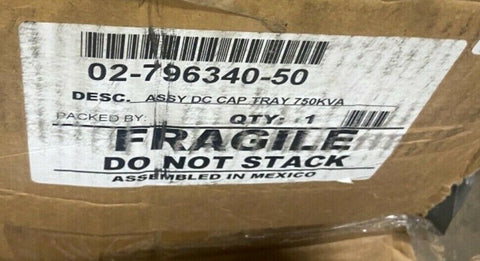 02-796340-50
DESC. ASSY DC CAP TRAY 750KVA
PACKED BY: QTY: 1
FRAGILE
DO NOT STACK
ASSEMBLED IN MEXICO